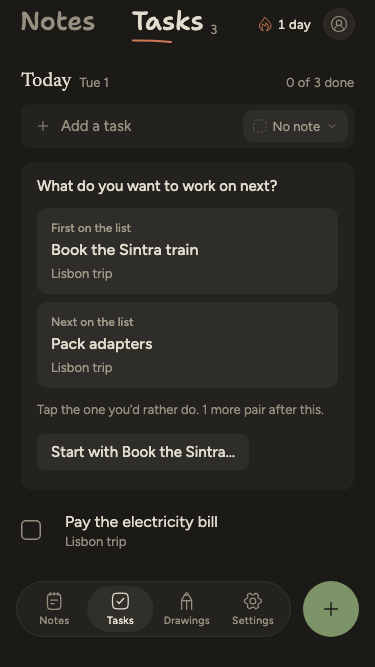 Notes
Tasks 3
1 day
Today Tue 1
0 of 3 done
Add a task
No note
What do you want to work on next?
First on the list
Book the Sintra train
Lisbon trip
Next on the list
Pack adapters
Lisbon trip
Tap the one you’d rather do. 1 more pair after this.
Start with Book the Sintra...
Pay the electricity bill
Lisbon trip
Notes
Tasks
Drawings
Settings